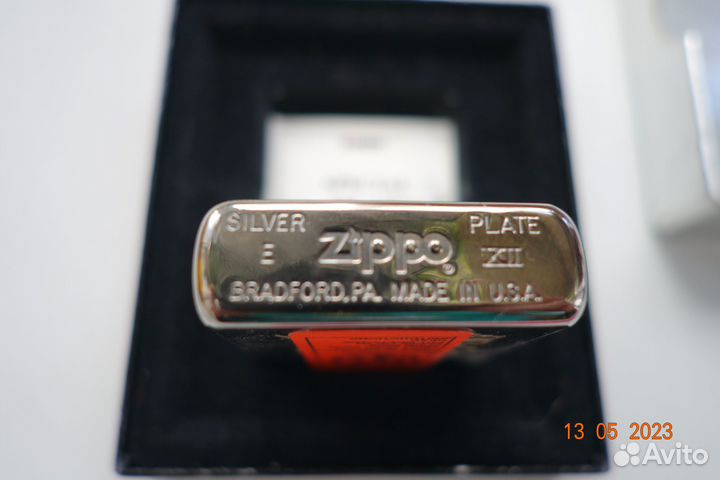 SILVER PLATE
E Zippo® XII
BRADFORD, PA. MADE IN U.S.A.
13 05 2023
Avito